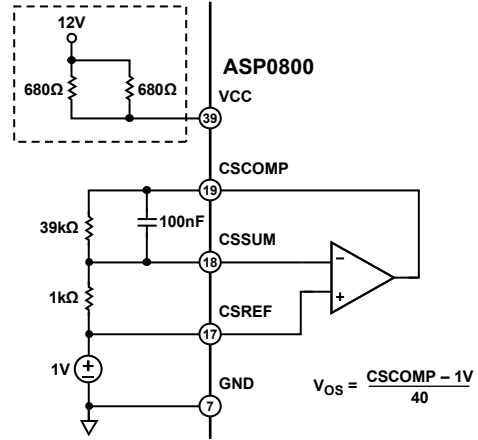 12V
ASP0800
680Ω
680Ω
VCC
39
CSCOMP
19
39kΩ
100nF
CSSUM
18
1kΩ
CSREF
17
1V
GND
7
VOS = CSCOMP – 1V
40